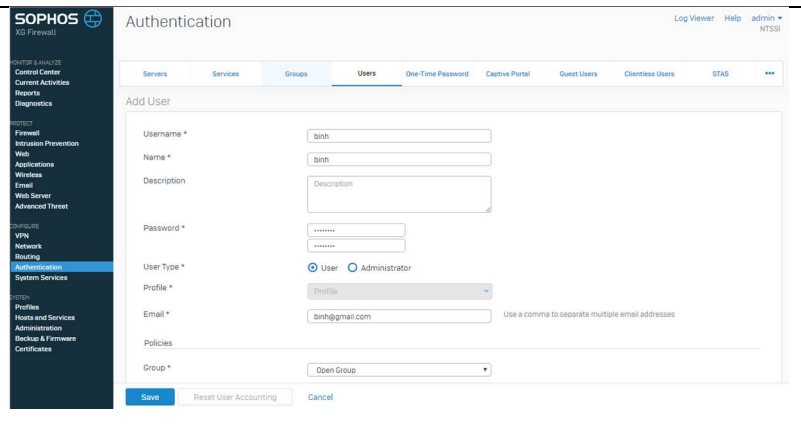 SOPHOS
XG Firewall
Authentication
Log Viewer Help admin
NTSSI
MONITOR & ANALYZE
Control Center
Current Activities
Reports
Diagnostics
PROTECT
Firewall
Intrusion Prevention
Web
Applications
Wireless
Email
Web Server
Advanced Threat
CONFIGURE
VPN
Network
Routing
Authentication
System Services
SYSTEM
Profiles
Hosts and Services
Administration
Backup & Firmware
Certificates
Servers Services Groups Users One-Time Password Captive Portal Guest Users Clientless Users STAS •••
Add User
Username * binh
Name * binh
Description Description
Password * ••••••••
••••••••
User Type * User Administrator
Profile * Profile
Email * binh@gmail.com Use a comma to separate multiple email addresses
Policies
Group * Open Group
Save Reset User Accounting Cancel